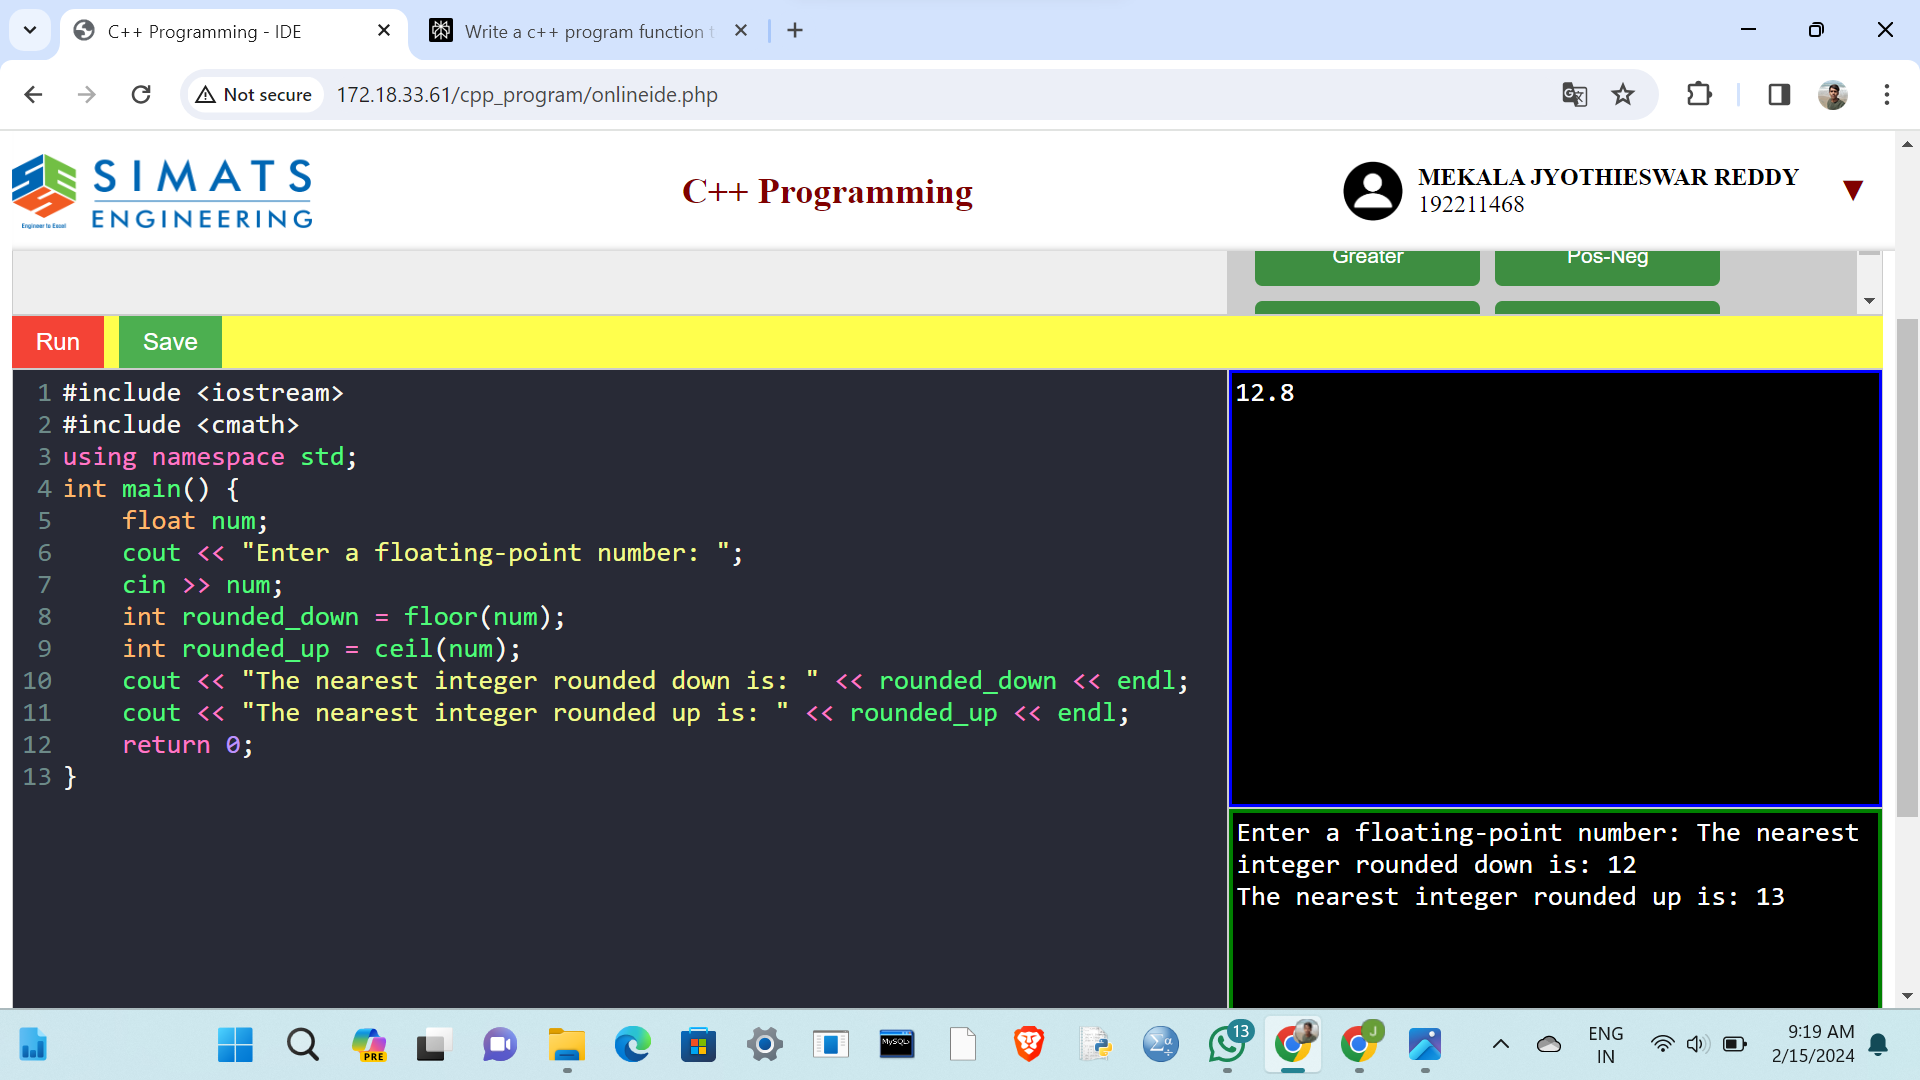 C++ Programming - IDE
Write a c++ program function t
Not secure
172.18.33.61/cpp_program/onlineide.php
SIMATS
ENGINEERING
Engineer to Excel
C++ Programming
MEKALA JYOTHIESWAR REDDY
192211468
Greater
Pos-Neg
Run
Save
1 #include <iostream>
2 #include <cmath>
3 using namespace std;
4 int main() {
5     float num;
6     cout << "Enter a floating-point number: ";
7     cin >> num;
8     int rounded_down = floor(num);
9     int rounded_up = ceil(num);
10     cout << "The nearest integer rounded down is: " << rounded_down << endl;
11     cout << "The nearest integer rounded up is: " << rounded_up << endl;
12     return 0;
13 }
12.8
Enter a floating-point number: The nearest
integer rounded down is: 12
The nearest integer rounded up is: 13
PRE
MySQL>
13
J
ENG
IN
9:19 AM
2/15/2024